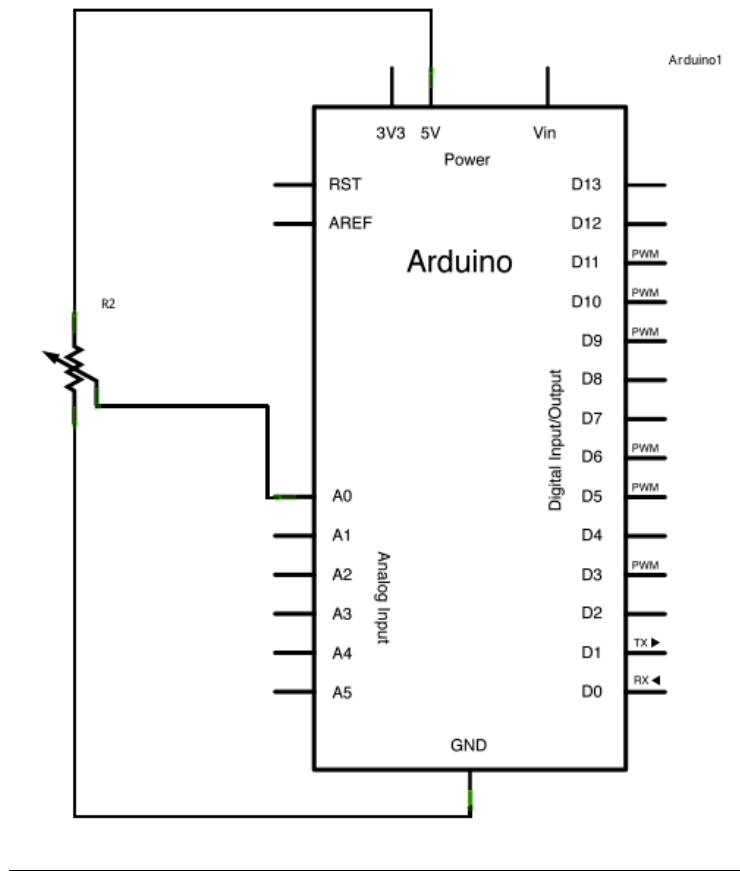 Arduino1
3V3 5V Vin
Power
RST D13
AREF D12
Arduino D11 PWM
R2 D10 PWM
D9 PWM
D8
D7
Digital Input/Output
D6 PWM
A0 D5 PWM
A1 D4
Analog Input
A2 D3 PWM
A3 D2
A4 D1 TX ▶
A5 D0 RX ◀
GND